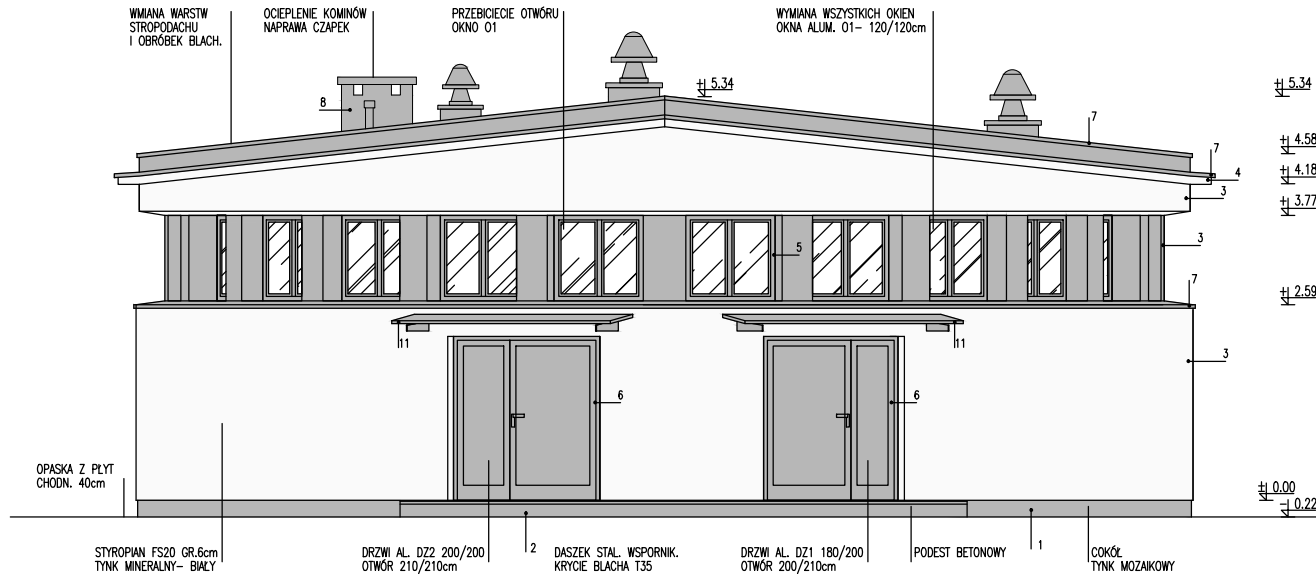 WMIANA WARSTW
STROPODACHU
I OBRÓBEK BLACH.
OCIEPLENIE KOMINÓW
NAPRAWA CZAPEK
PRZEBICIECIE OTWÓRU
OKNO O1
WYMIANA WSZYSTKICH OKIEN
OKNA ALUM. O1- 120/120cm
± 5.34
± 5.34
8
7
± 4.58
7
4
± 4.18
3
± 3.77
5
3
7
± 2.59
11
11
3
6
6
OPASKA Z PŁYT
CHODN. 40cm
± 0.00
- 0.22
2
1
STYROPIAN FS20 GR.6cm
TYNK MINERALNY- BIAŁY
DRZWI AL. DZ2 200/200
OTWÓR 210/210cm
DASZEK STAL. WSPORNIK.
KRYCIE BLACHA T35
DRZWI AL. DZ1 180/200
OTWÓR 200/210cm
PODEST BETONOWY
COKÓŁ
TYNK MOZAIKOWY